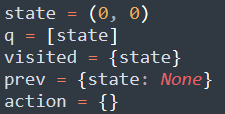 state = (0, 0)
q = [state]
visited = {state}
prev = {state: None}
action = {}